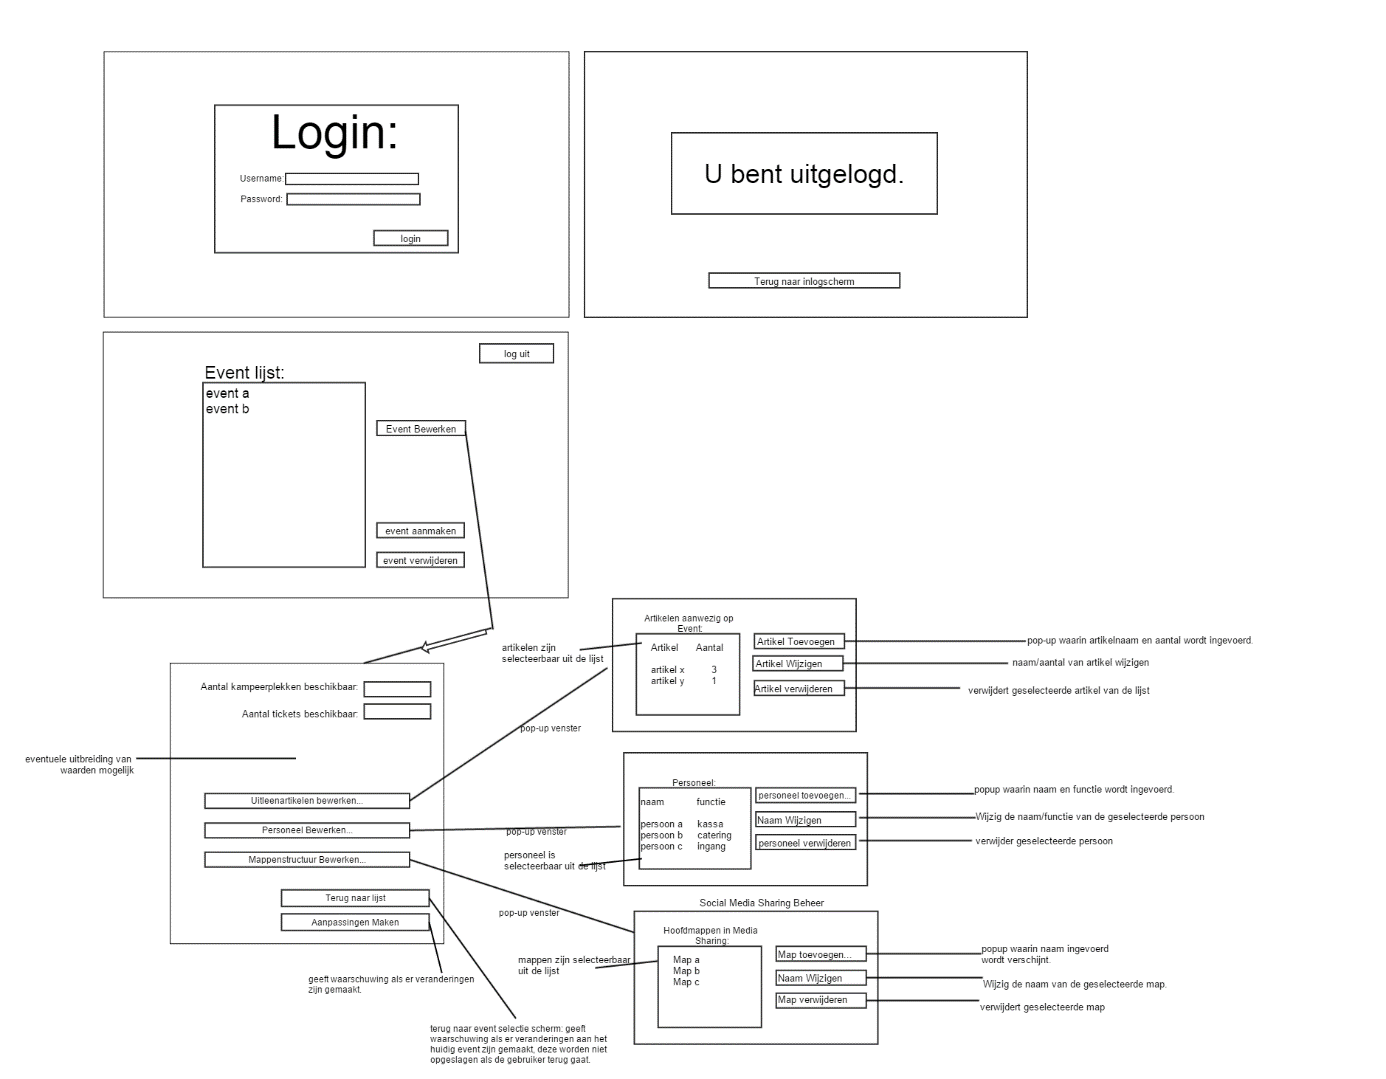 Login:
Username:
Password:
login
U bent uitgelogd.
Terug naar inlogscherm
log uit
Event lijst:
event a
event b
Event Bewerken
event aanmaken
event verwijderen
Aantal kampeerplekken beschikbaar:
Aantal tickets beschikbaar:
eventuele uitbreiding van
waarden mogelijk
Uitleenartikelen bewerken...
Personeel Bewerken...
Mappenstructuur Bewerken...
Terug naar lijst
Aanpassingen Maken
geeft waarschuwing als er veranderingen
zijn gemaakt.
terug naar event selectie scherm: geeft
waarschuwing als er veranderingen aan het
huidig event zijn gemaakt, deze worden niet
opgeslagen als de gebruiker terug gaat.
pop-up venster
pop-up venster
pop-up venster
artikelen zijn
selecteerbaar uit de lijst
Artikelen aanwezig op
Event:
Artikel Aantal
artikel x 3
artikel y 1
Artikel Toevoegen
Artikel Wijzigen
Artikel verwijderen
pop-up waarin artikelnaam en aantal wordt ingevoerd.
naam/aantal van artikel wijzigen
verwijdert geselecteerde artikel van de lijst
personeel is
selecteerbaar uit de lijst
Personeel:
naam functie
persoon a kassa
persoon b catering
persoon c ingang
personeel toevoegen...
Naam Wijzigen
personeel verwijderen
popup waarin naam en functie wordt ingevoerd.
Wijzig de naam/functie van de geselecteerde persoon
verwijder geselecteerde persoon
Social Media Sharing Beheer
mappen zijn selecteerbaar
uit de lijst
Hoofdmappen in Media
Sharing:
Map a
Map b
Map c
Map toevoegen...
Naam Wijzigen
Map verwijderen
popup waarin naam ingevoerd
wordt verschijnt.
Wijzig de naam van de geselecteerde map.
verwijdert geselecteerde map